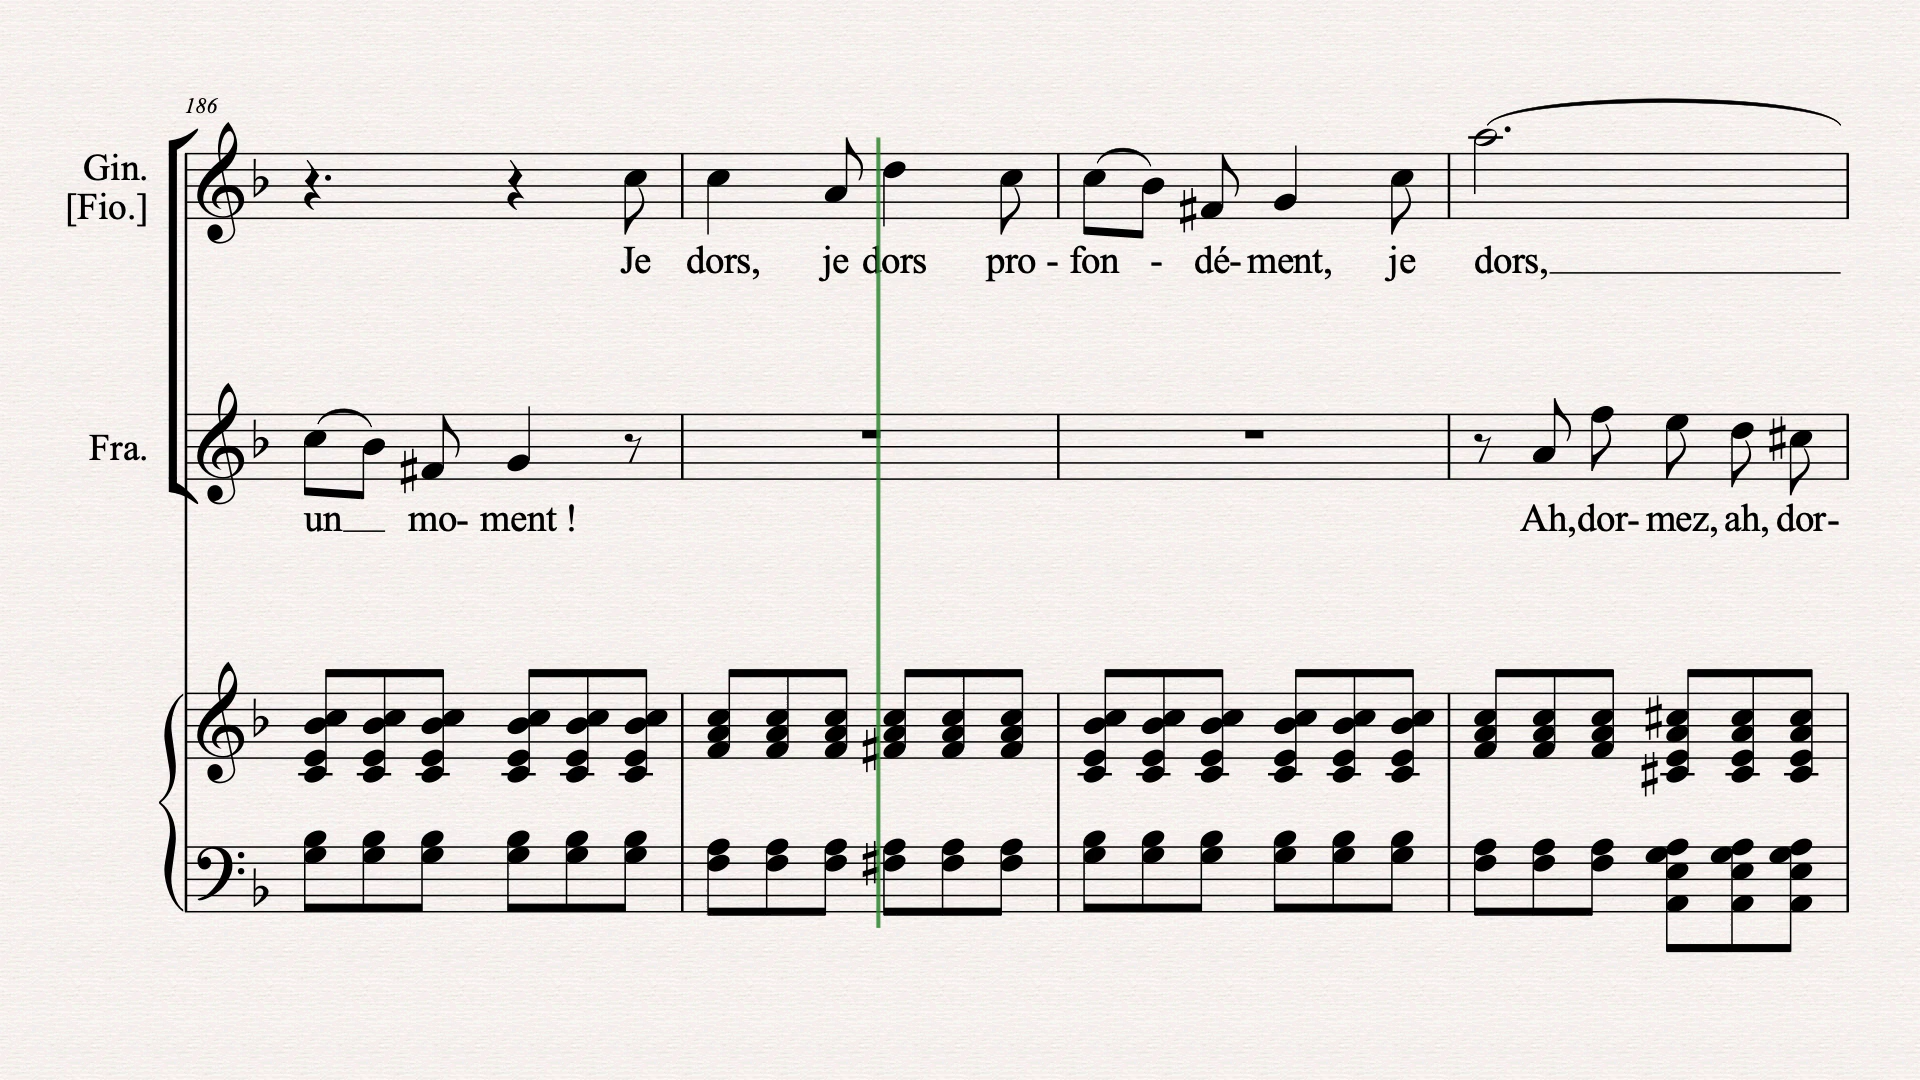 186
Gin.
[Fio.]
Je dors, je dors pro - fon - dé- ment, je dors,
Fra.
un mo- ment ! Ah, dor- mez, ah, dor-